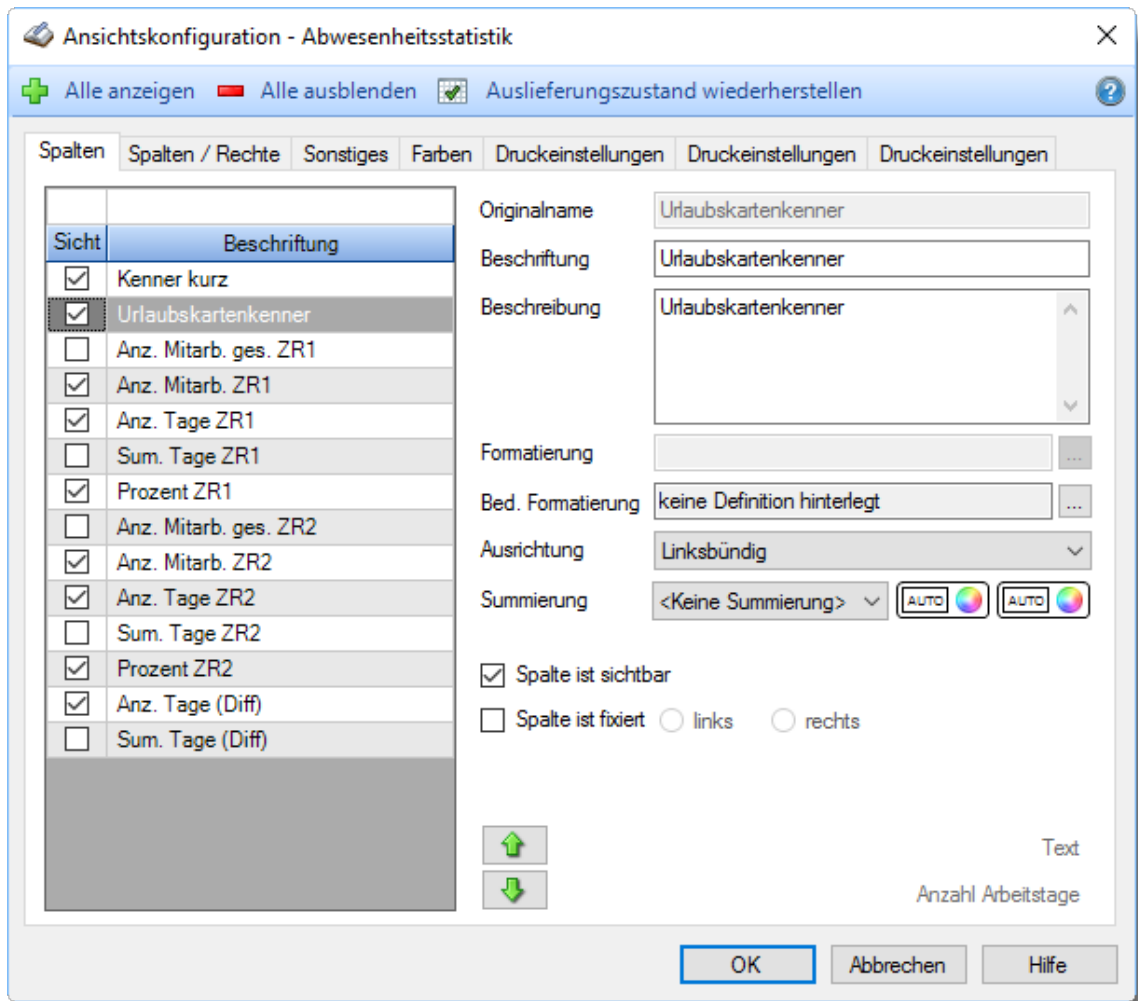 Ansichtskonfiguration - Abwesenheitsstatistik
Alle anzeigen Alle ausblenden Auslieferungszustand wiederherstellen ?
Spalten Spalten / Rechte Sonstiges Farben Druckeinstellungen Druckeinstellungen Druckeinstellungen
Sicht Beschriftung
Kenner kurz
Urlaubskartenkenner
Anz. Mitarb. ges. ZR1
Anz. Mitarb. ZR1
Anz. Tage ZR1
Sum. Tage ZR1
Prozent ZR1
Anz. Mitarb. ges. ZR2
Anz. Mitarb. ZR2
Anz. Tage ZR2
Sum. Tage ZR2
Prozent ZR2
Anz. Tage (Diff)
Sum. Tage (Diff)
Originalname Urlaubskartenkenner
Beschriftung Urlaubskartenkenner
Beschreibung Urlaubskartenkenner
Formatierung ...
Bed. Formatierung keine Definition hinterlegt ...
Ausrichtung Linksbündig
Summierung <Keine Summierung> AUTO AUTO
Spalte ist sichtbar
Spalte ist fixiert links rechts
Text
Anzahl Arbeitstage
OK Abbrechen Hilfe